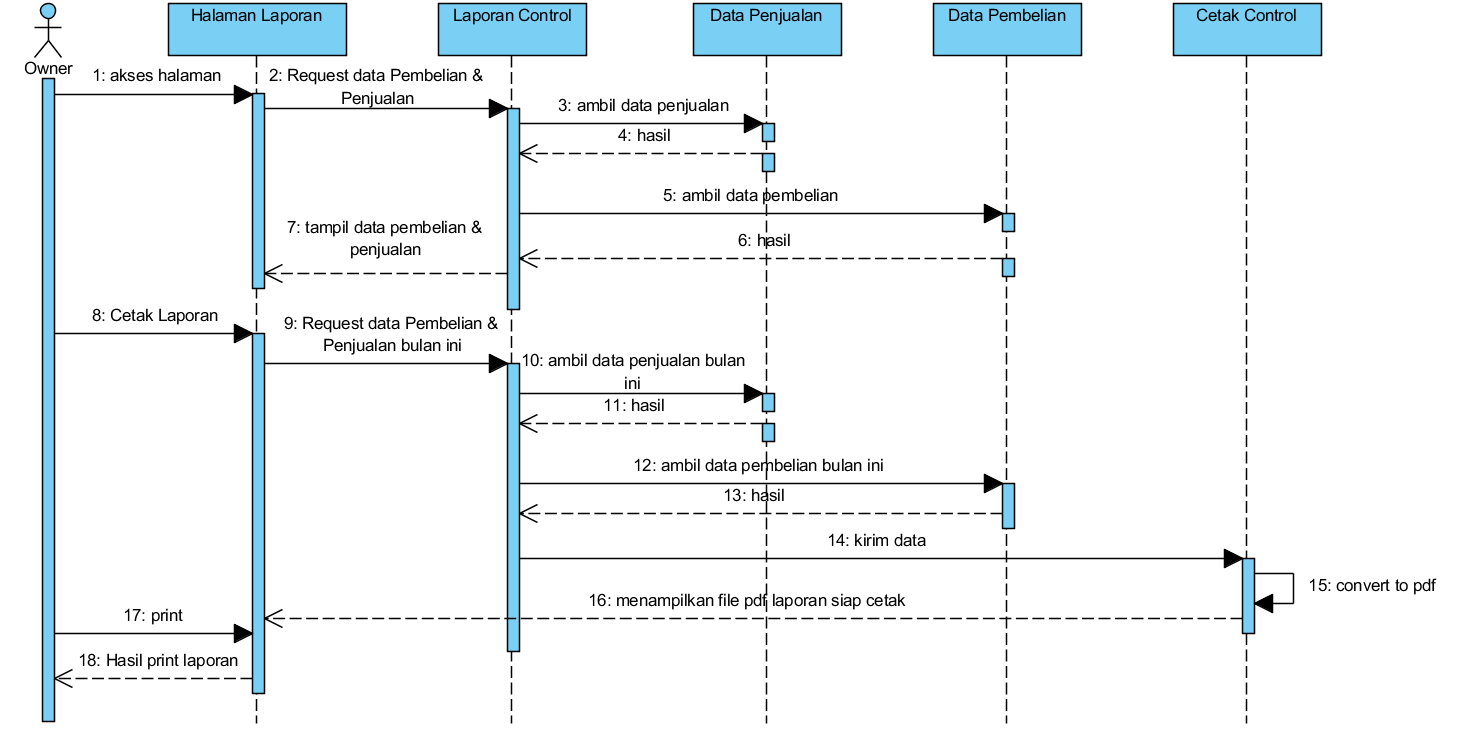 Halaman Laporan
Laporan Control
Data Penjualan
Data Pembelian
Cetak Control
Owner
1: akses halaman
2: Request data Pembelian &
Penjualan
3: ambil data penjualan
4: hasil
5: ambil data pembelian
6: hasil
7: tampil data pembelian &
penjualan
8: Cetak Laporan
9: Request data Pembelian &
Penjualan bulan ini
10: ambil data penjualan bulan
ini
11: hasil
12: ambil data pembelian bulan ini
13: hasil
14: kirim data
15: convert to pdf
16: menampilkan file pdf laporan siap cetak
17: print
18: Hasil print laporan